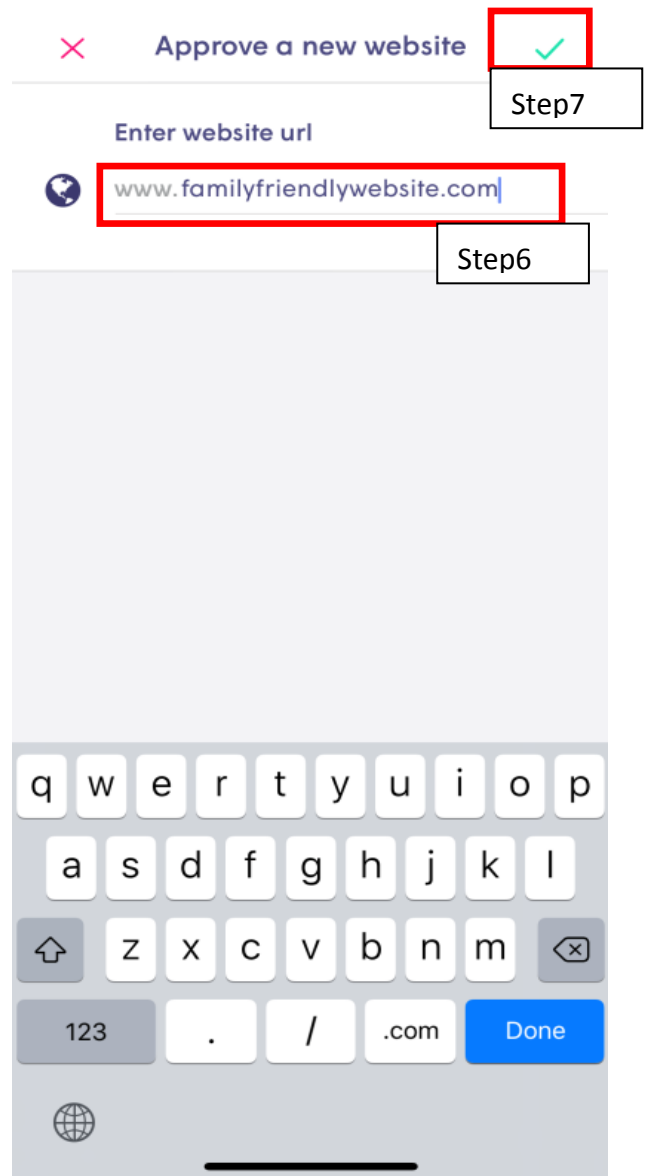 Approve a new website
Step7
Enter website url
www.familyfriendlywebsite.com
Step6
q w e r t y u i o p
a s d f g h j k l
z x c v b n m
123 . / .com Done